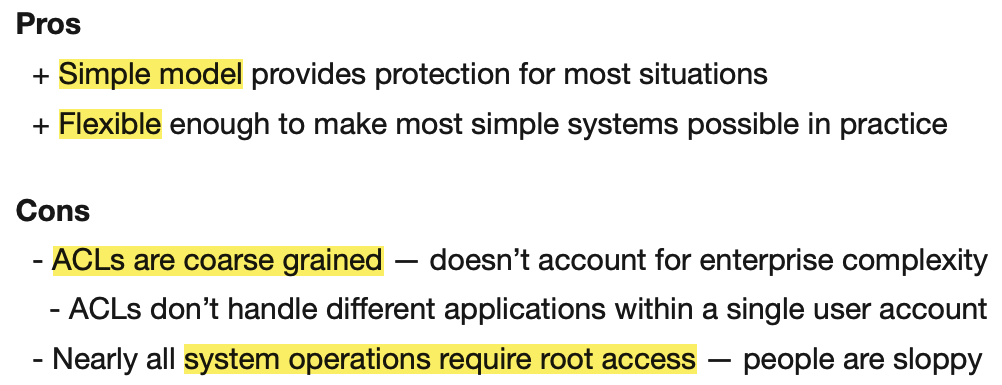 Pros
+ Simple model provides protection for most situations
+ Flexible enough to make most simple systems possible in practice
Cons
- ACLs are coarse grained — doesn’t account for enterprise complexity
- ACLs don’t handle different applications within a single user account
- Nearly all system operations require root access — people are sloppy